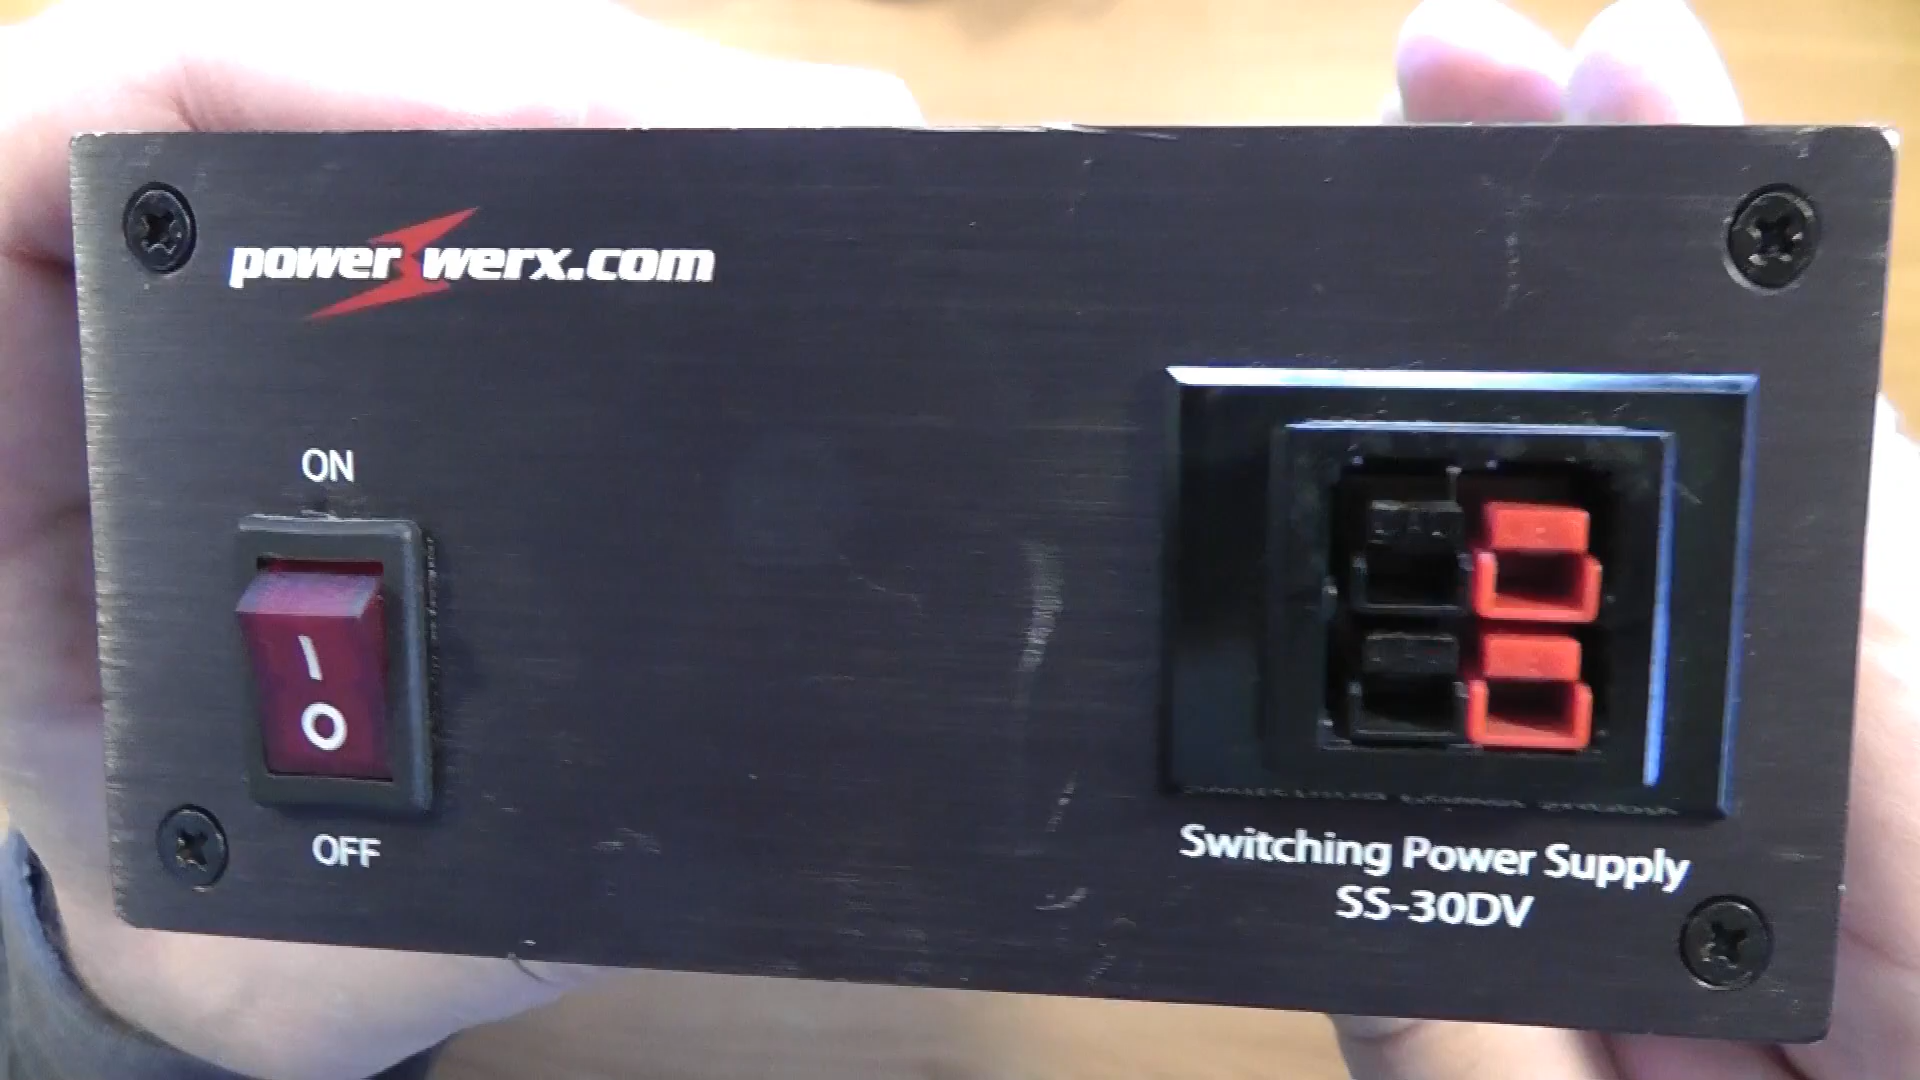 powerwerx.com
ON
I
O
OFF
Switching Power Supply
SS-30DV